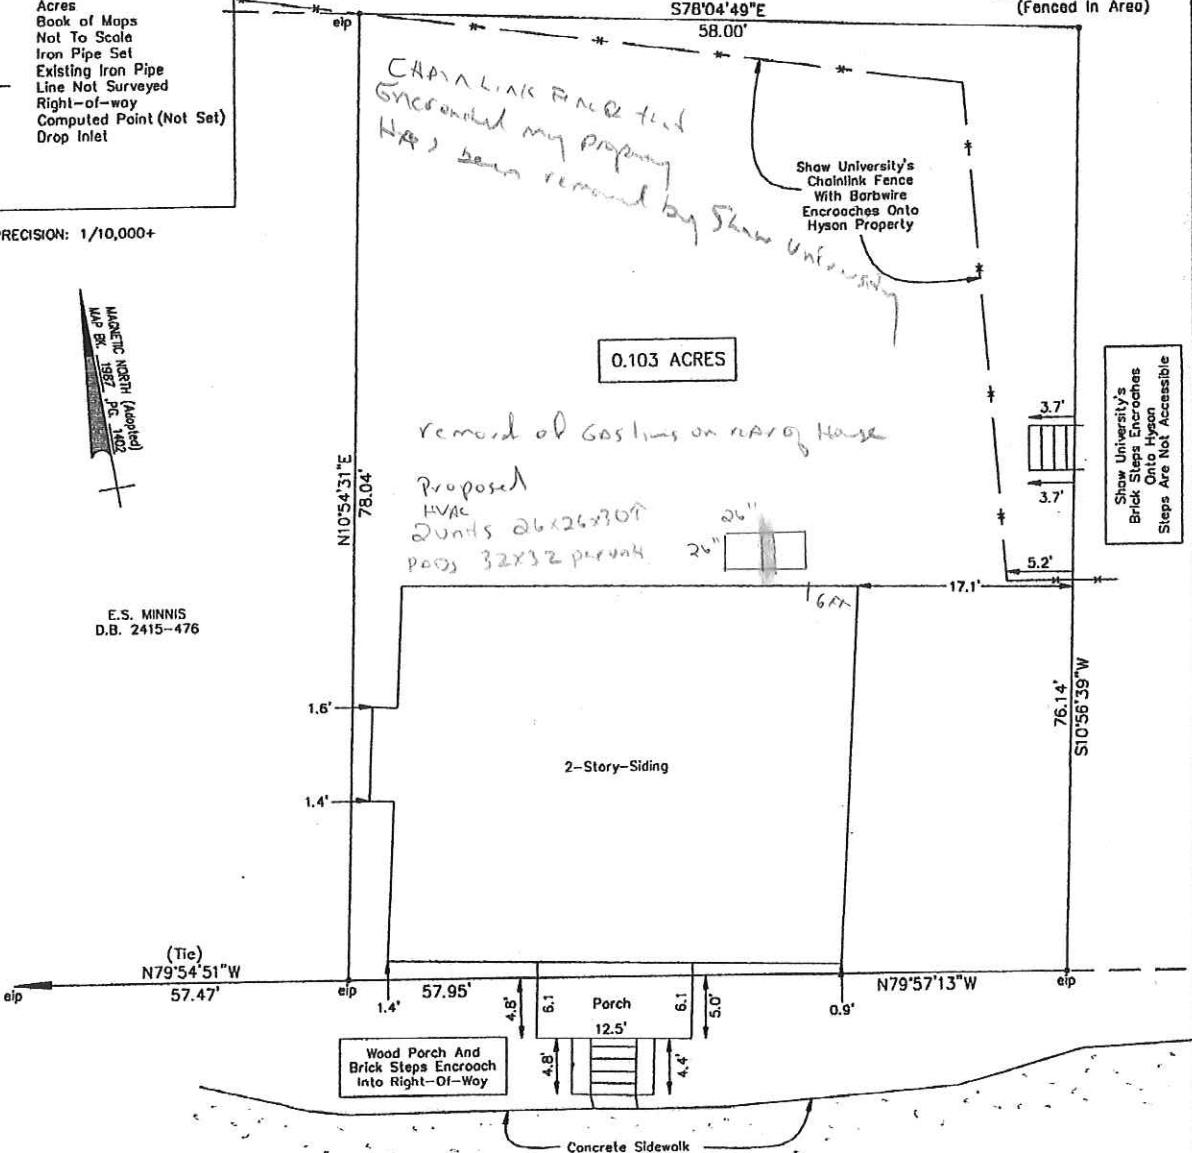 Acres
Book of Maps
Not To Scale
Iron Pipe Set
Existing Iron Pipe
Line Not Surveyed
Right-of-way
Computed Point (Not Set)
Drop Inlet
PRECISION: 1/10,000+
S78°04'49"E
58.00'
(Fenced In Area)
eip
CHAIN LINK FENCE that
Encroached my property
HAS been removed by Shaw University
Shaw University's
Chainlink Fence
With Barbwire
Encroaches Onto
Hyson Property
MAGNETIC NORTH (Adopted)
MAP BK. 1987 ,PG. 1402
0.103 ACRES
Shaw University's
Brick Steps Encroches
Onto Hyson
Steps Are Not Accessible
3.7'
3.7'
5.2'
17.1'
N10°54'31"E
78.04'
of GAS lines on House
Proposed
HVAC
2 units 26x26x30T
PADS 32x32 per unit
26"
26"
E.S. MINNIS
D.B. 2415-476
1.6'
1.4'
2-Story-Siding
76.14'
S10°56'39"W
(Tie)
N79°54'51"W
57.47'
eip
eip
1.4'
57.95'
4.8'
6.1
Porch
12.5'
6.1
5.0'
0.9'
N79°57'13"W
eip
Wood Porch And
Brick Steps Encroach
Into Right-Of-Way
4.8'
4.4'
Concrete Sidewalk